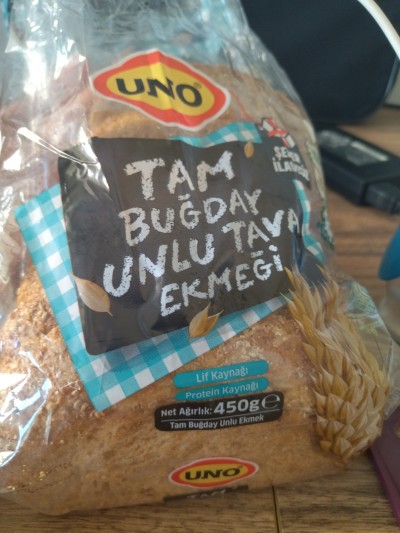 UNO
TAM
BUĞDAY
UNLU TAVA
EKMEĞİ
Lif Kaynağı
Protein Kaynağı
Net Ağırlık: 450g e
Tam Buğday Unlu Ekmek
UNO